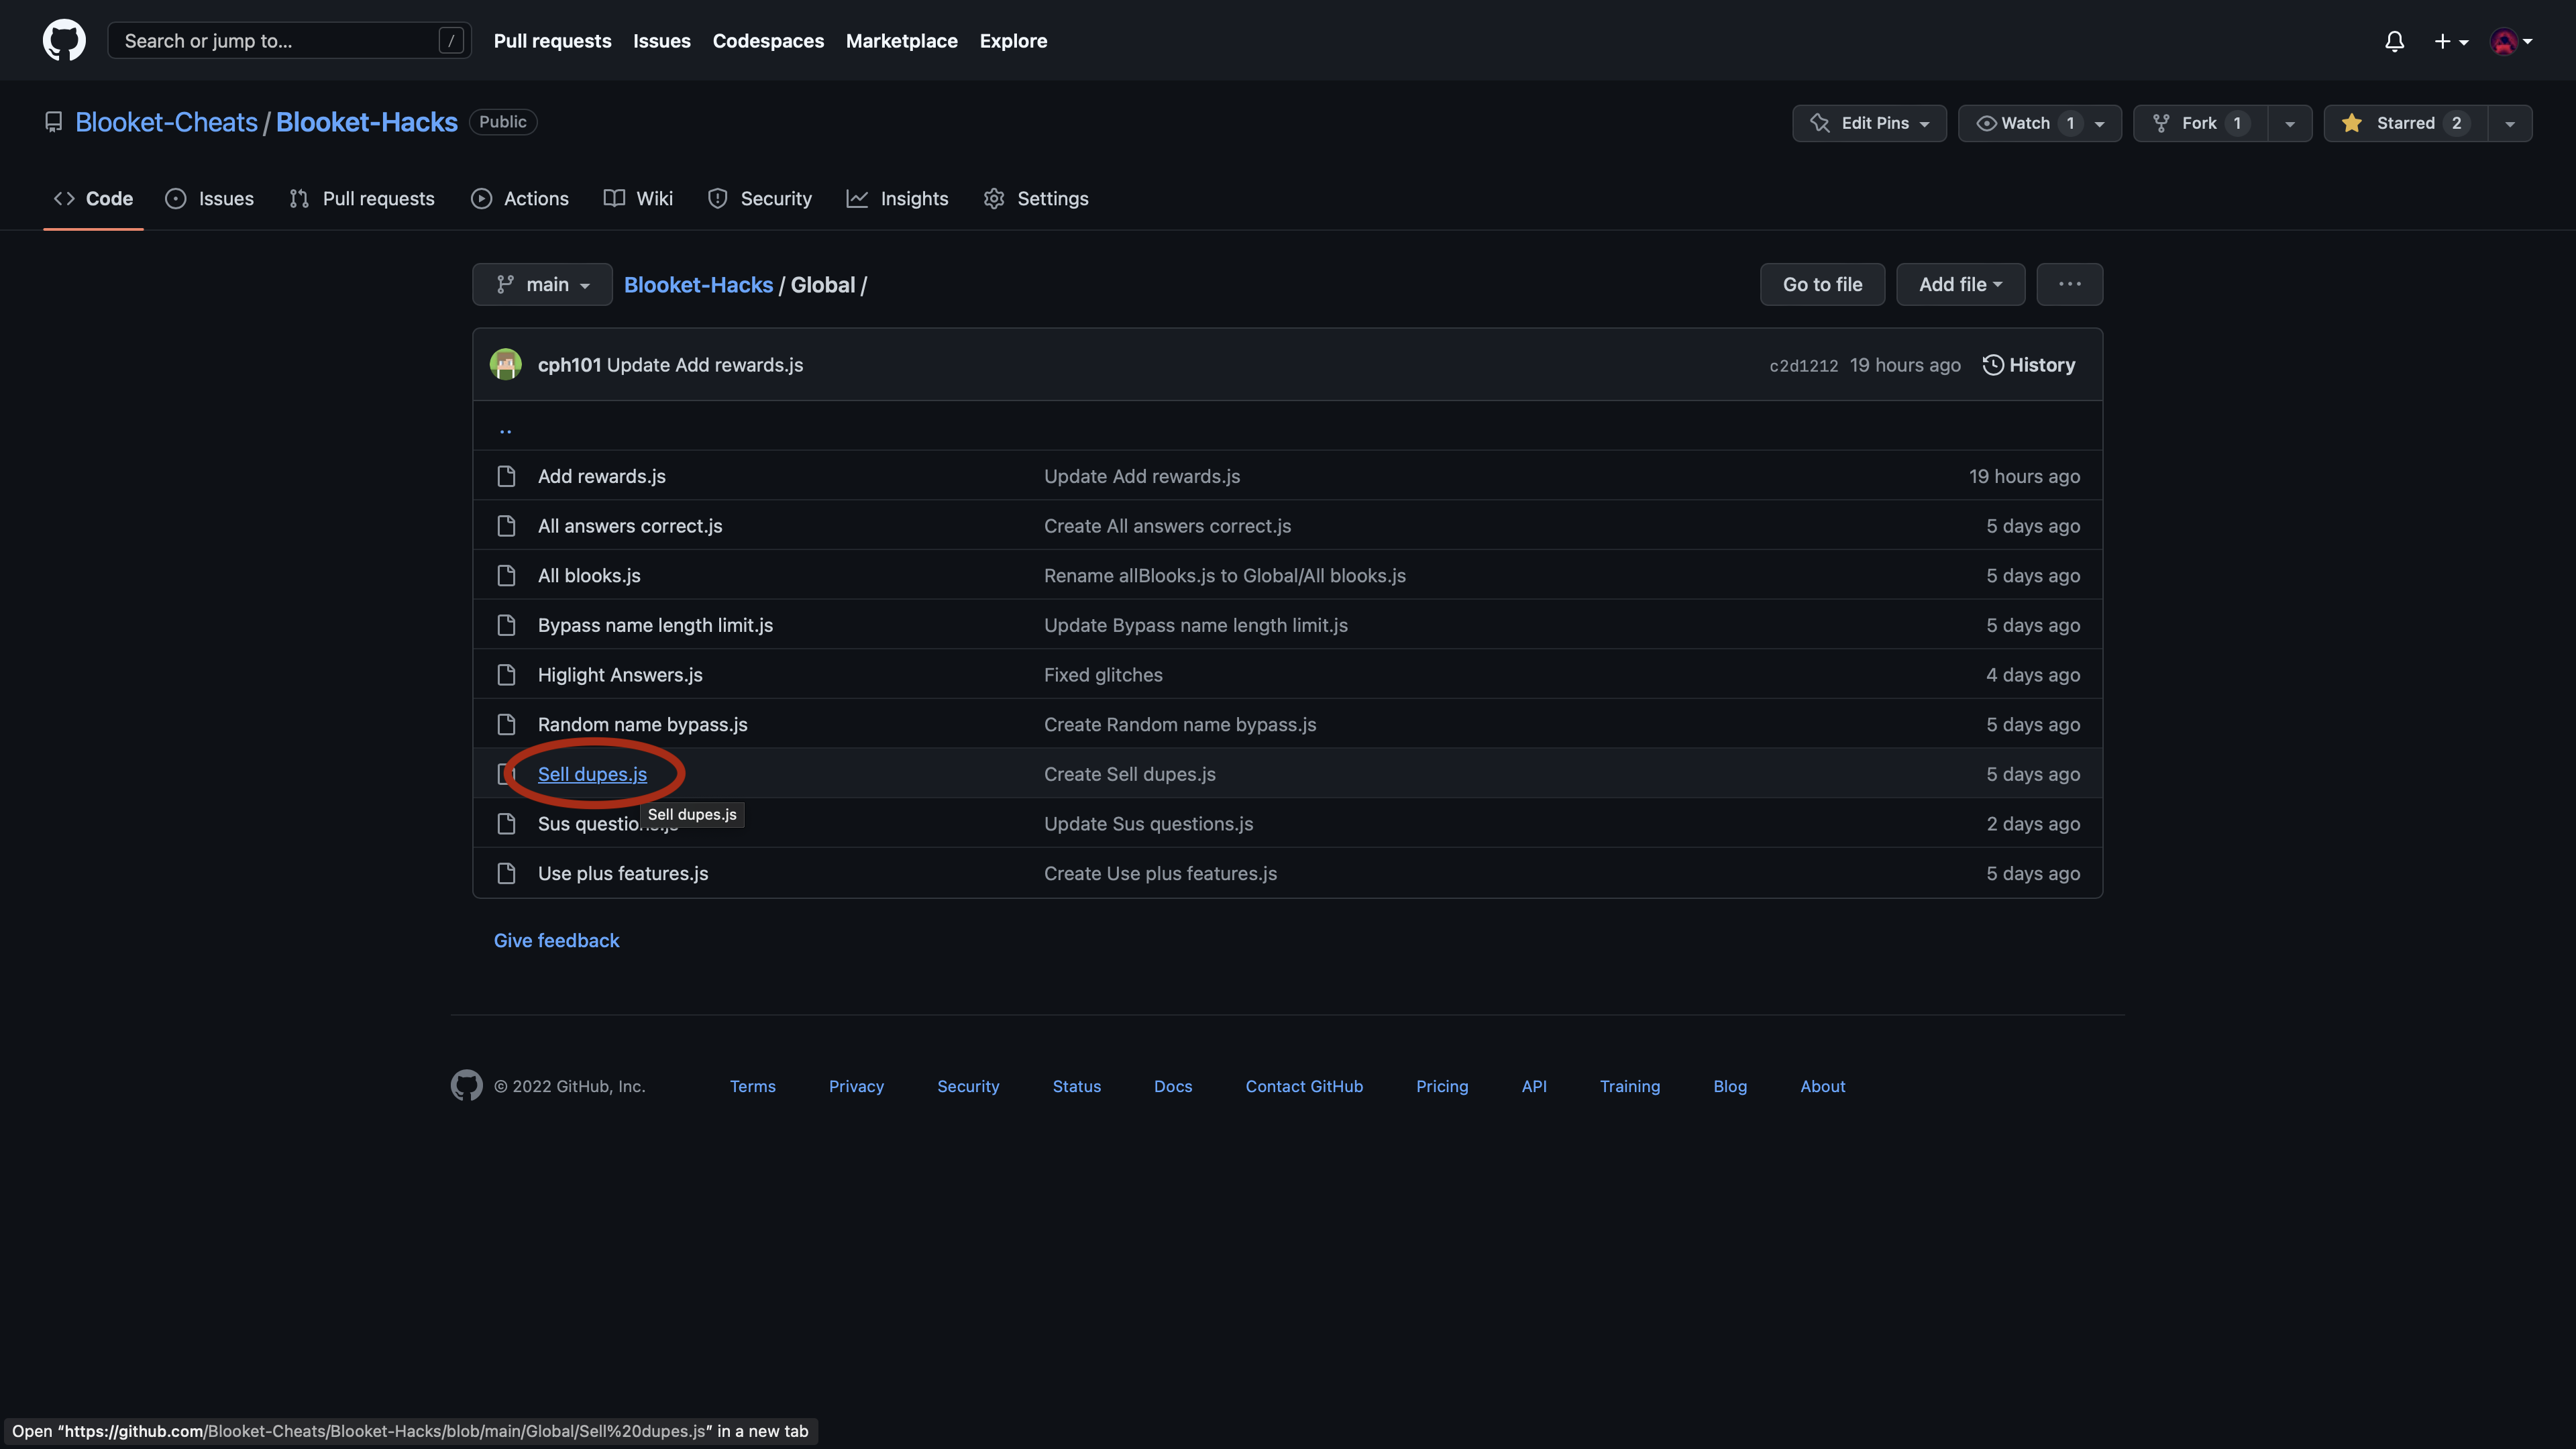 Search or jump to... / Pull requests Issues Codespaces Marketplace Explore
Blooket-Cheats / Blooket-Hacks Public Edit Pins Watch 1 Fork 1 Starred 2
Code Issues Pull requests Actions Wiki Security Insights Settings
main Blooket-Hacks / Global / Go to file Add file ...
cph101 Update Add rewards.js c2d1212 19 hours ago History
..
Add rewards.js Update Add rewards.js 19 hours ago
All answers correct.js Create All answers correct.js 5 days ago
All blooks.js Rename allBlooks.js to Global/All blooks.js 5 days ago
Bypass name length limit.js Update Bypass name length limit.js 5 days ago
Higlight Answers.js Fixed glitches 4 days ago
Random name bypass.js Create Random name bypass.js 5 days ago
Sell dupes.js Create Sell dupes.js 5 days ago
Sell dupes.js
Sus questions.js Update Sus questions.js 2 days ago
Use plus features.js Create Use plus features.js 5 days ago
Give feedback
© 2022 GitHub, Inc. Terms Privacy Security Status Docs Contact GitHub Pricing API Training Blog About
Open “https://github.com/Blooket-Cheats/Blooket-Hacks/blob/main/Global/Sell%20dupes.js” in a new tab